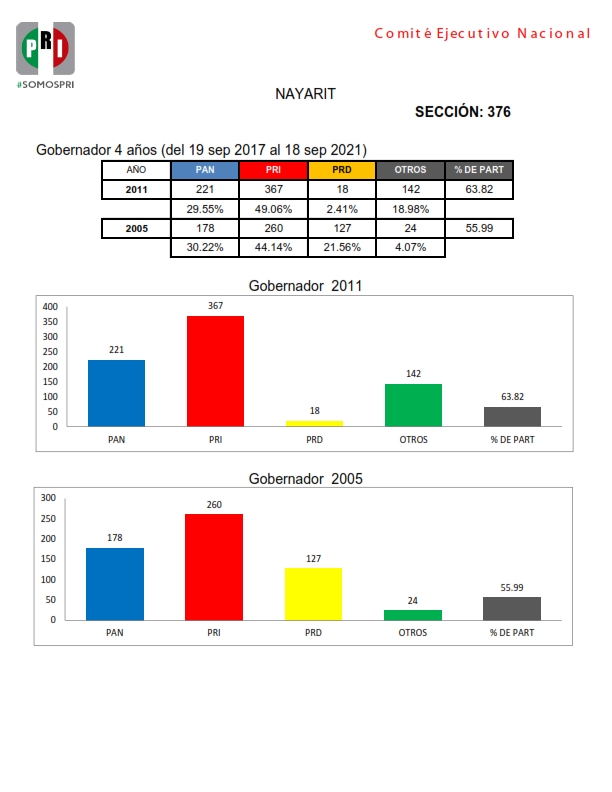 PRI
#SOMOSPRI
Comité Ejecutivo Nacional
NAYARIT
SECCIÓN: 376
Gobernador 4 años (del 19 sep 2017 al 18 sep 2021)
AÑO PAN PRI PRD OTROS % DE PART
2011 221 367 18 142 63.82
29.55% 49.06% 2.41% 18.98%
2005 178 260 127 24 55.99
30.22% 44.14% 21.56% 4.07%
Gobernador 2011
400
350
300
250
200
150
100
50
0
221
367
18
142
63.82
PAN PRI PRD OTROS % DE PART
Gobernador 2005
300
250
200
150
100
50
0
178
260
127
24
55.99
PAN PRI PRD OTROS % DE PART